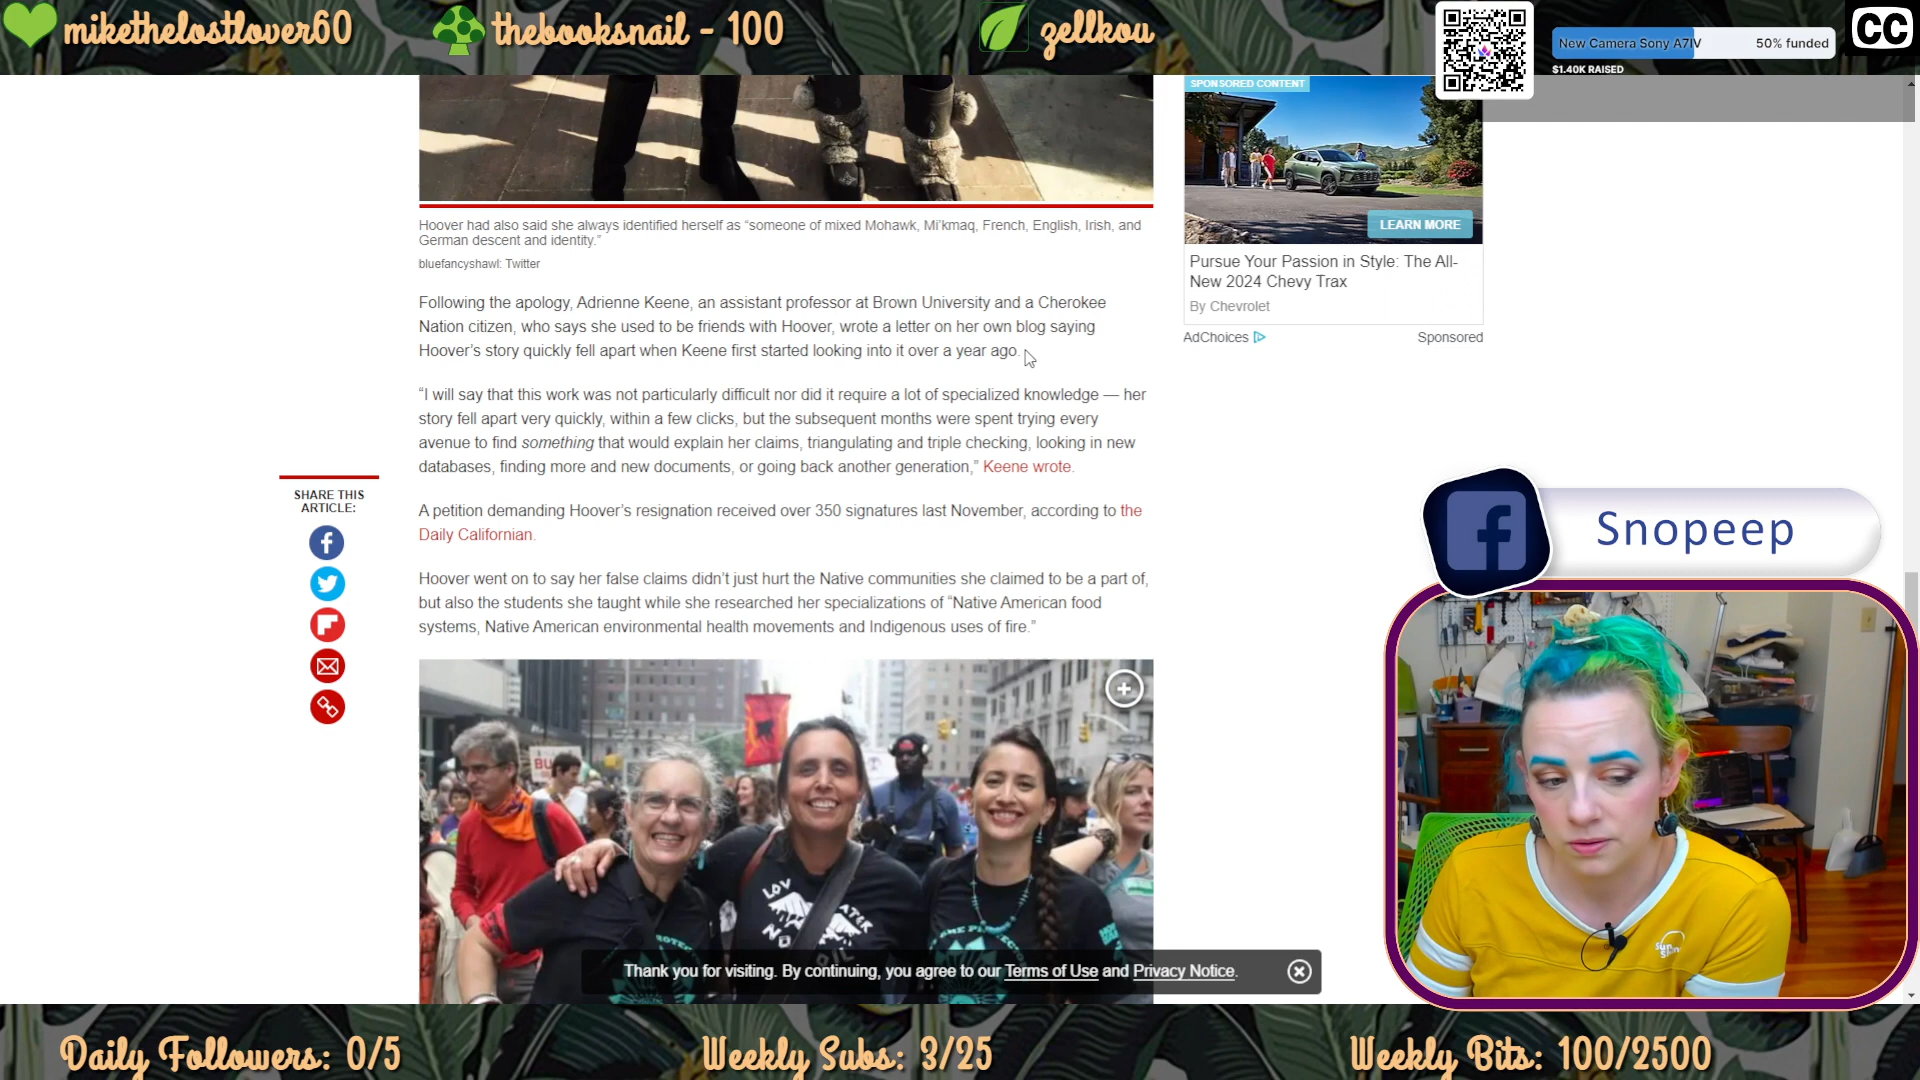 mikethelostlover60
thebooksnail - 100
zellkou
New Camera Sony A7IV
50% funded
$1.40K RAISED
CC
SPONSORED CONTENT
LEARN MORE
Pursue Your Passion in Style: The All-
New 2024 Chevy Trax
By Chevrolet
AdChoices
Sponsored
Hoover had also said she always identified herself as “someone of mixed Mohawk, Mi’kmaq, French, English, Irish, and
German descent and identity.”
bluefancyshawl: Twitter
Following the apology, Adrienne Keene, an assistant professor at Brown University and a Cherokee
Nation citizen, who says she used to be friends with Hoover, wrote a letter on her own blog saying
Hoover’s story quickly fell apart when Keene first started looking into it over a year ago.
“I will say that this work was not particularly difficult nor did it require a lot of specialized knowledge — her
story fell apart very quickly, within a few clicks, but the subsequent months were spent trying every
avenue to find something that would explain her claims, triangulating and triple checking, looking in new
databases, finding more and new documents, or going back another generation,” Keene wrote.
A petition demanding Hoover’s resignation received over 350 signatures last November, according to the
Daily Californian.
Hoover went on to say her false claims didn’t just hurt the Native communities she claimed to be a part of,
but also the students she taught while she researched her specializations of “Native American food
systems, Native American environmental health movements and Indigenous uses of fire.”
SHARE THIS
ARTICLE:
Snopeep
LOV
WATER
NO
OIL
Thank you for visiting. By continuing, you agree to our Terms of Use and Privacy Notice.
Daily Followers: 0/5
Weekly Subs: 3/25
Weekly Bits: 100/2500